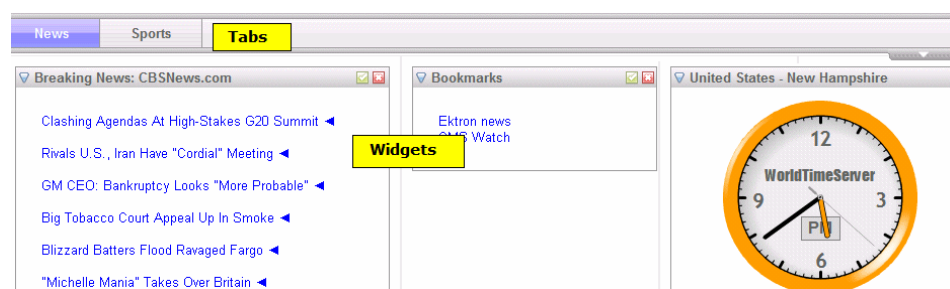 News
Sports
Tabs
Breaking News: CBSNews.com
Clashing Agendas At High-Stakes G20 Summit
Rivals U.S., Iran Have "Cordial" Meeting
GM CEO: Bankruptcy Looks "More Probable"
Big Tobacco Court Appeal Up In Smoke
Blizzard Batters Flood Ravaged Fargo
"Michelle Mania" Takes Over Britain
Widgets
Bookmarks
Ektron news
CMS Watch
United States - New Hampshire
12
WorldTimeServer
9
3
PM
6